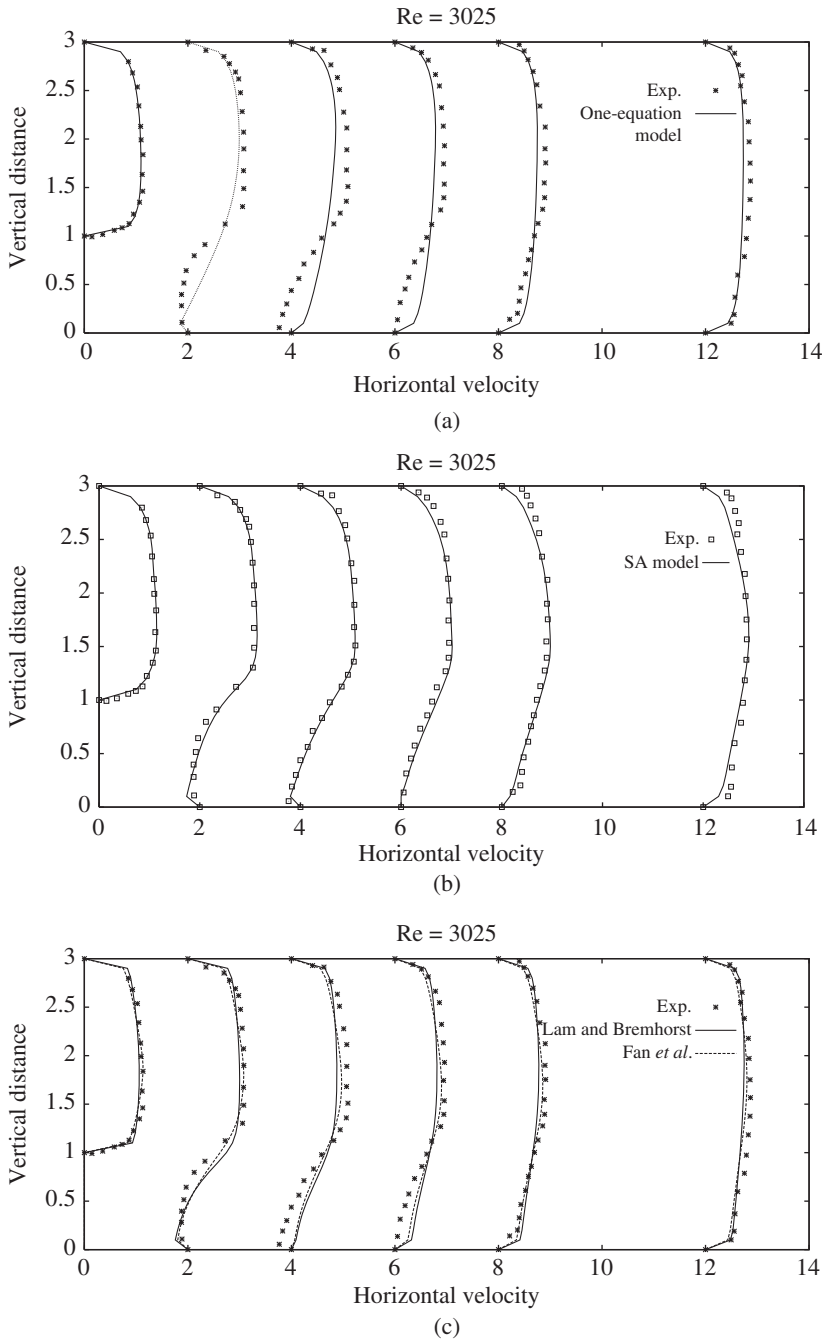 Re = 3025
3
2.5
2
1.5
1
0.5
0
Vertical distance
Exp.
One-equation
model
0 2 4 6 8 10 12 14
Horizontal velocity
(a)
Re = 3025
3
2.5
2
1.5
1
0.5
0
Vertical distance
Exp.
SA model
0 2 4 6 8 10 12 14
Horizontal velocity
(b)
Re = 3025
3
2.5
2
1.5
1
0.5
0
Vertical distance
Exp.
Lam and Bremhorst
Fan et al.
0 2 4 6 8 10 12 14
Horizontal velocity
(c)